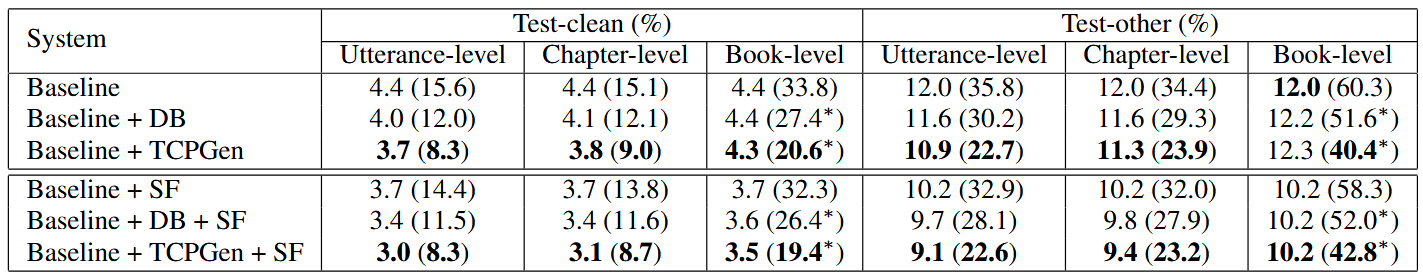 System Test-clean (%) Test-other (%)
Utterance-level Chapter-level Book-level Utterance-level Chapter-level Book-level
Baseline 4.4 (15.6) 4.4 (15.1) 4.4 (33.8) 12.0 (35.8) 12.0 (34.4) 12.0 (60.3)
Baseline + DB 4.0 (12.0) 4.1 (12.1) 4.4 (27.4*) 11.6 (30.2) 11.6 (29.3) 12.2 (51.6*)
Baseline + TCPGen 3.7 (8.3) 3.8 (9.0) 4.3 (20.6*) 10.9 (22.7) 11.3 (23.9) 12.3 (40.4*)
Baseline + SF 3.7 (14.4) 3.7 (13.8) 3.7 (32.3) 10.2 (32.9) 10.2 (32.0) 10.2 (58.3)
Baseline + DB + SF 3.4 (11.5) 3.4 (11.6) 3.6 (26.4*) 9.7 (28.1) 9.8 (27.9) 10.2 (52.0*)
Baseline + TCPGen + SF 3.0 (8.3) 3.1 (8.7) 3.5 (19.4*) 9.1 (22.6) 9.4 (23.2) 10.2 (42.8*)